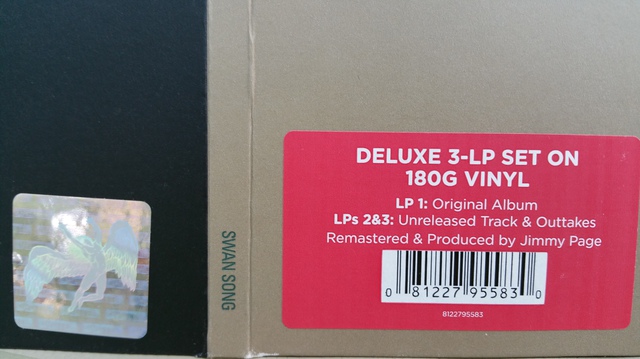 SWAN SONG
DELUXE 3-LP SET ON
180G VINYL
LP 1: Original Album
LPs 2&3: Unreleased Track & Outtakes
Remastered & Produced by Jimmy Page
0 81227 95583 0
8122795583